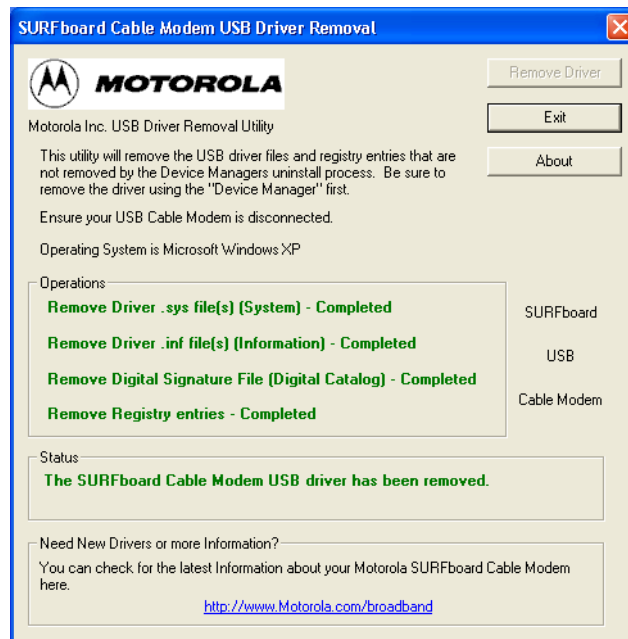 SURFboard Cable Modem USB Driver Removal
MOTOROLA
Remove Driver
Exit
About
Motorola Inc. USB Driver Removal Utility
This utility will remove the USB driver files and registry entries that are
not removed by the Device Managers uninstall process. Be sure to
remove the driver using the "Device Manager" first.
Ensure your USB Cable Modem is disconnected.
Operating System is Microsoft Windows XP
Operations
Remove Driver .sys file(s) (System) - Completed
Remove Driver .inf file(s) (Information) - Completed
Remove Digital Signature File (Digital Catalog) - Completed
Remove Registry entries - Completed
SURFboard
USB
Cable Modem
Status
The SURFboard Cable Modem USB driver has been removed.
Need New Drivers or more Information?
You can check for the latest Information about your Motorola SURFboard Cable Modem
here.
http://www.Motorola.com/broadband